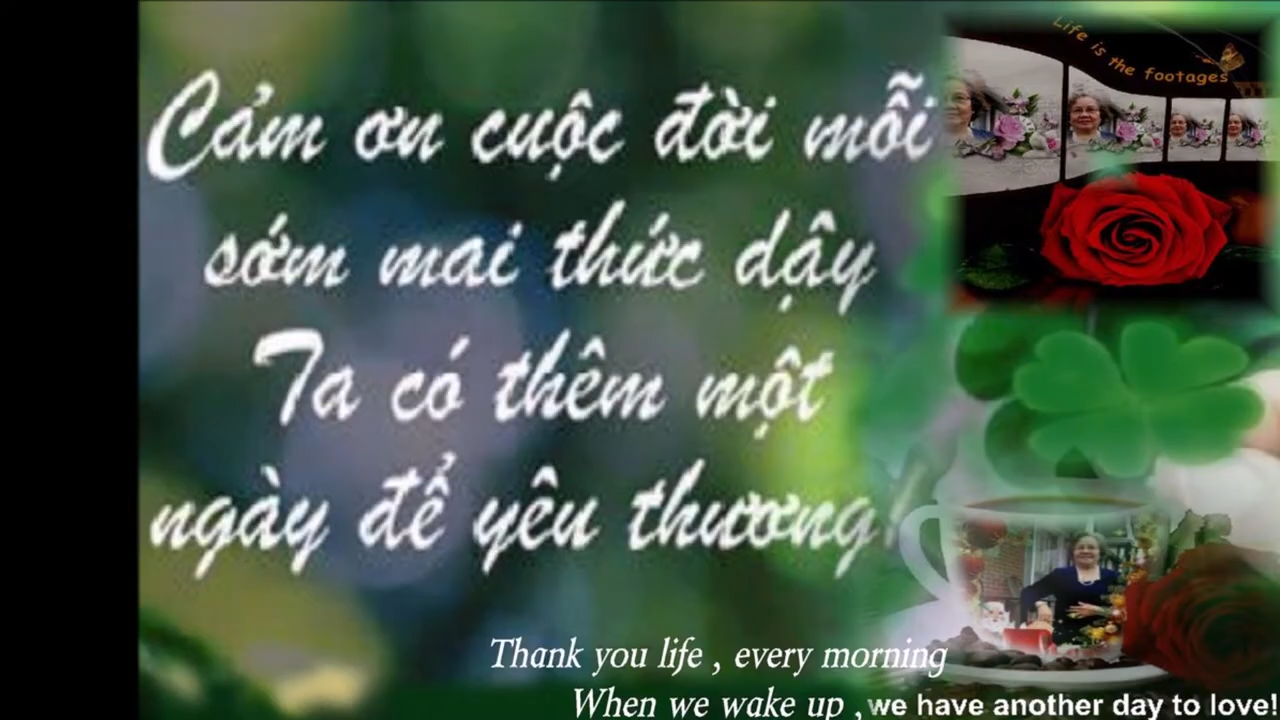 Life is the footages
Cảm ơn cuộc đời mỗi
sớm mai thức dậy
Ta có thêm một
ngày để yêu thương!
Thank you life , every morning
When we wake up , we have another day to love!